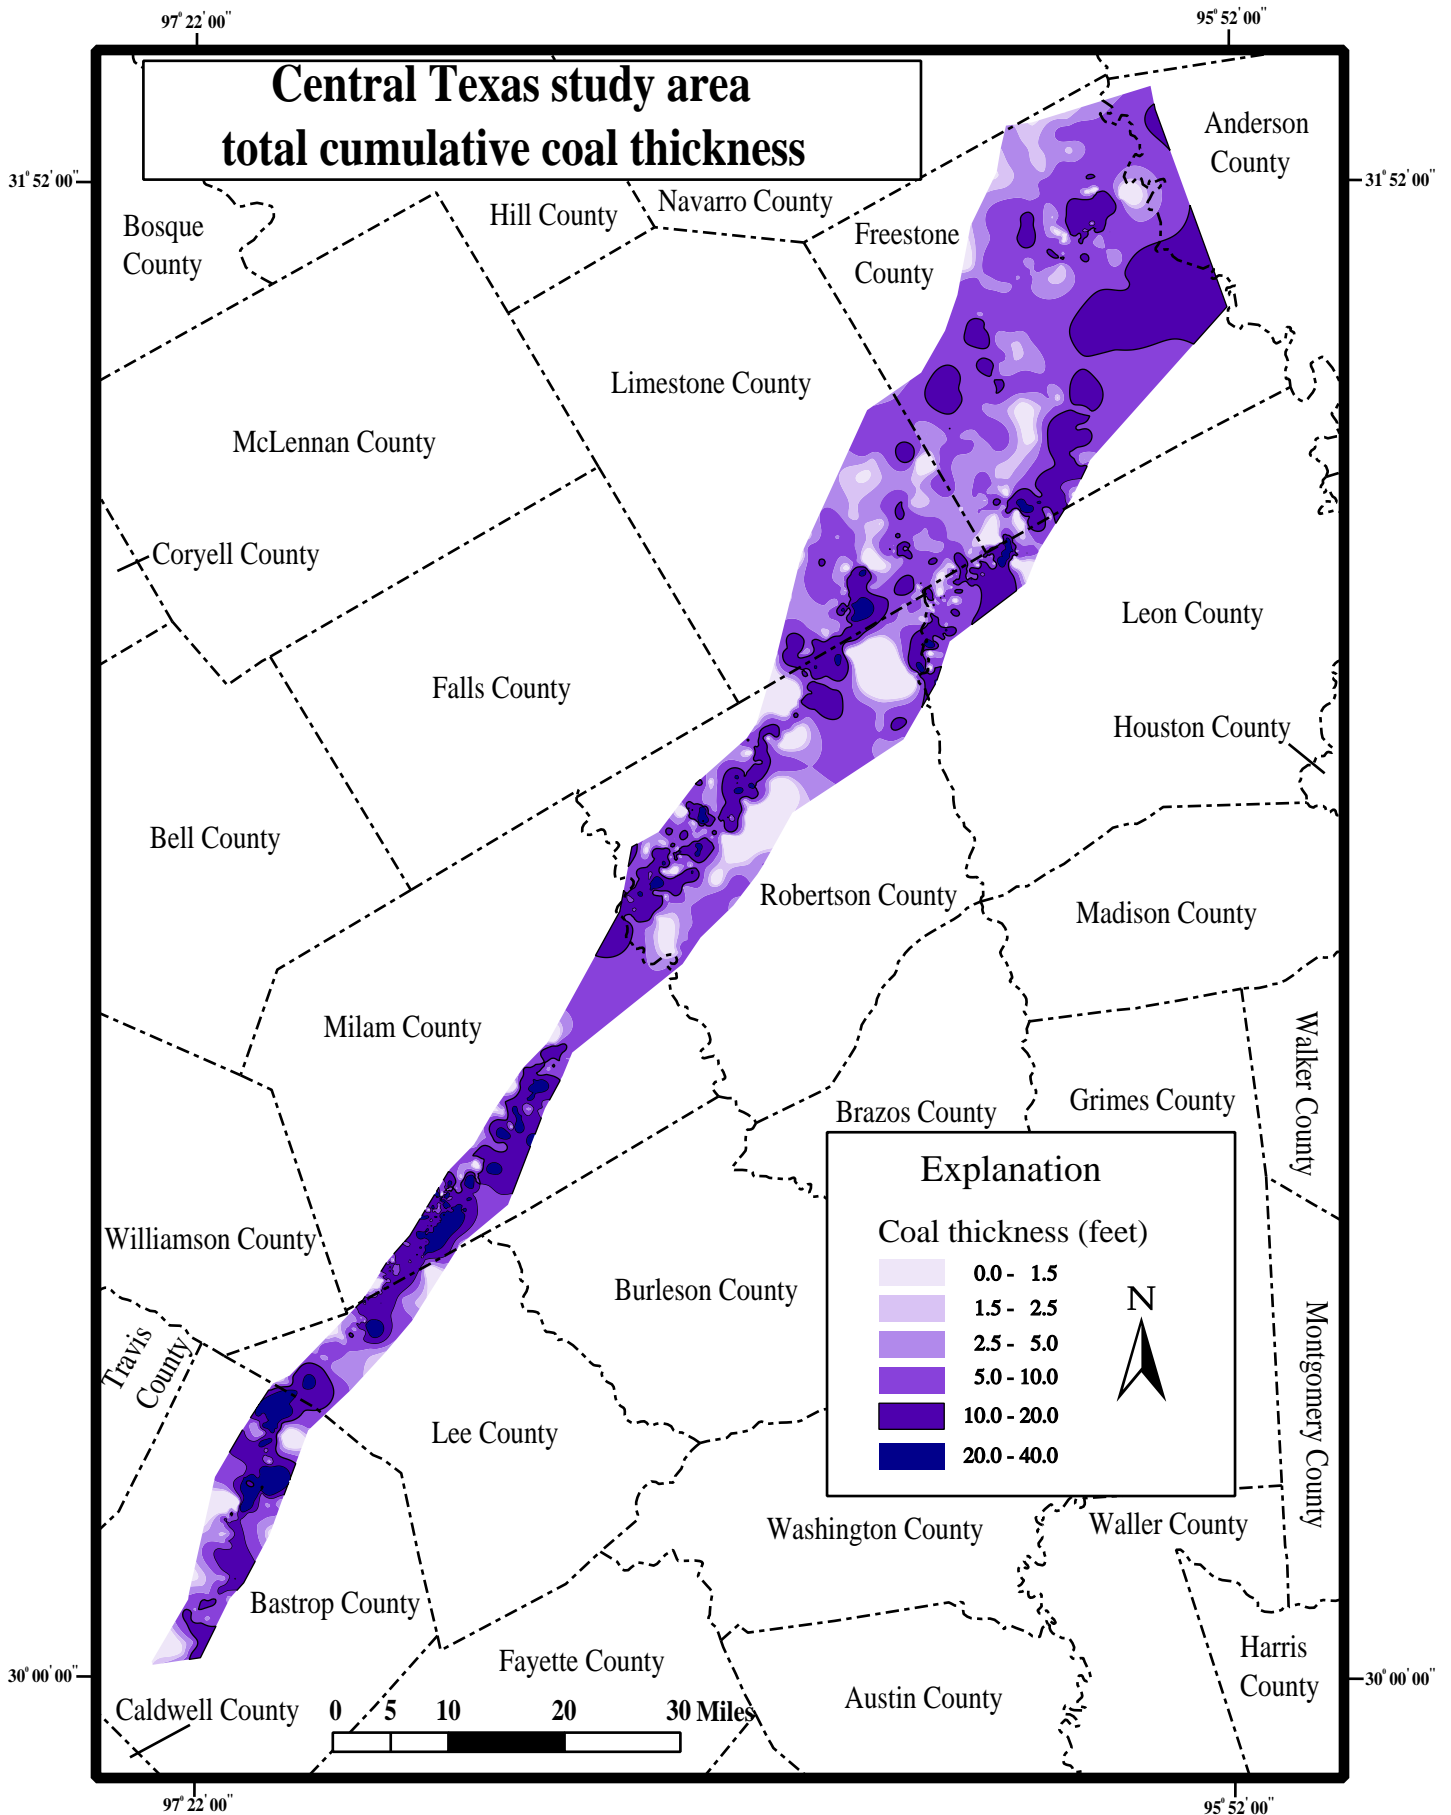 97° 22' 00"
95° 52' 00"
Central Texas study area
total cumulative coal thickness
31° 52' 00"
31° 52' 00"
Anderson
County
Bosque
County
Hill County
Navarro County
Freestone
County
Limestone County
McLennan County
Coryell County
Leon County
Falls County
Houston County
Bell County
Robertson County
Madison County
Milam County
Walker County
Brazos County
Grimes County
Williamson County
Burleson County
Travis
County
Lee County
Montgomery County
Explanation
Coal thickness (feet)
0.0 - 1.5
1.5 - 2.5
2.5 - 5.0
5.0 - 10.0
10.0 - 20.0
20.0 - 40.0
N
Washington County
Waller County
Bastrop County
Fayette County
Harris
County
Austin County
Caldwell County
30° 00' 00"
30° 00' 00"
0 5 10 20 30 Miles
97° 22' 00"
95° 52' 00"